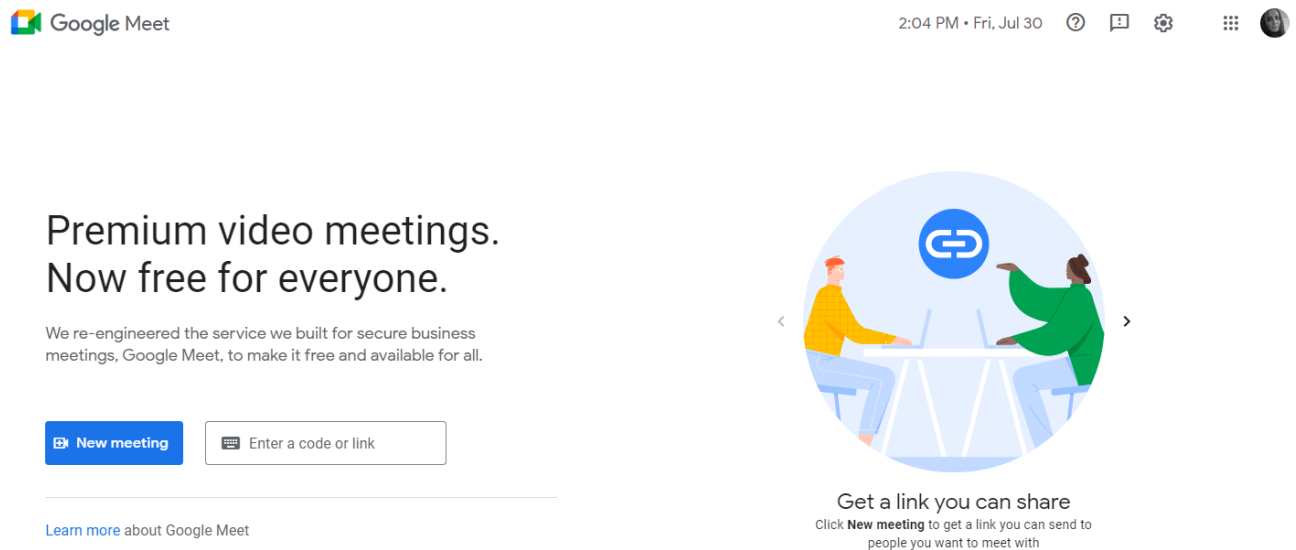 Google Meet
2:04 PM • Fri, Jul 30
Premium video meetings.
Now free for everyone.
We re-engineered the service we built for secure business
meetings, Google Meet, to make it free and available for all.
New meeting
Enter a code or link
Learn more about Google Meet
Get a link you can share
Click New meeting to get a link you can send to
people you want to meet with